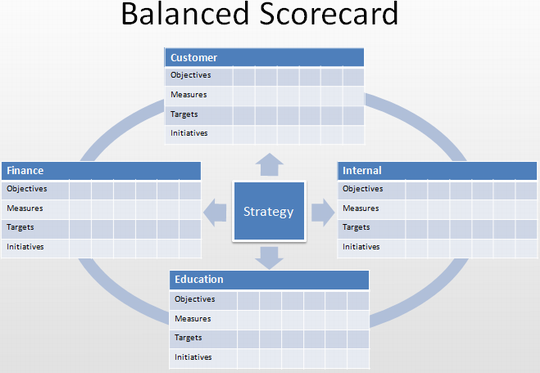 Balanced Scorecard
Customer
Objectives
Measures
Targets
Initiatives
Finance
Objectives
Measures
Targets
Initiatives
Strategy
Internal
Objectives
Measures
Targets
Initiatives
Education
Objectives
Measures
Targets
Initiatives